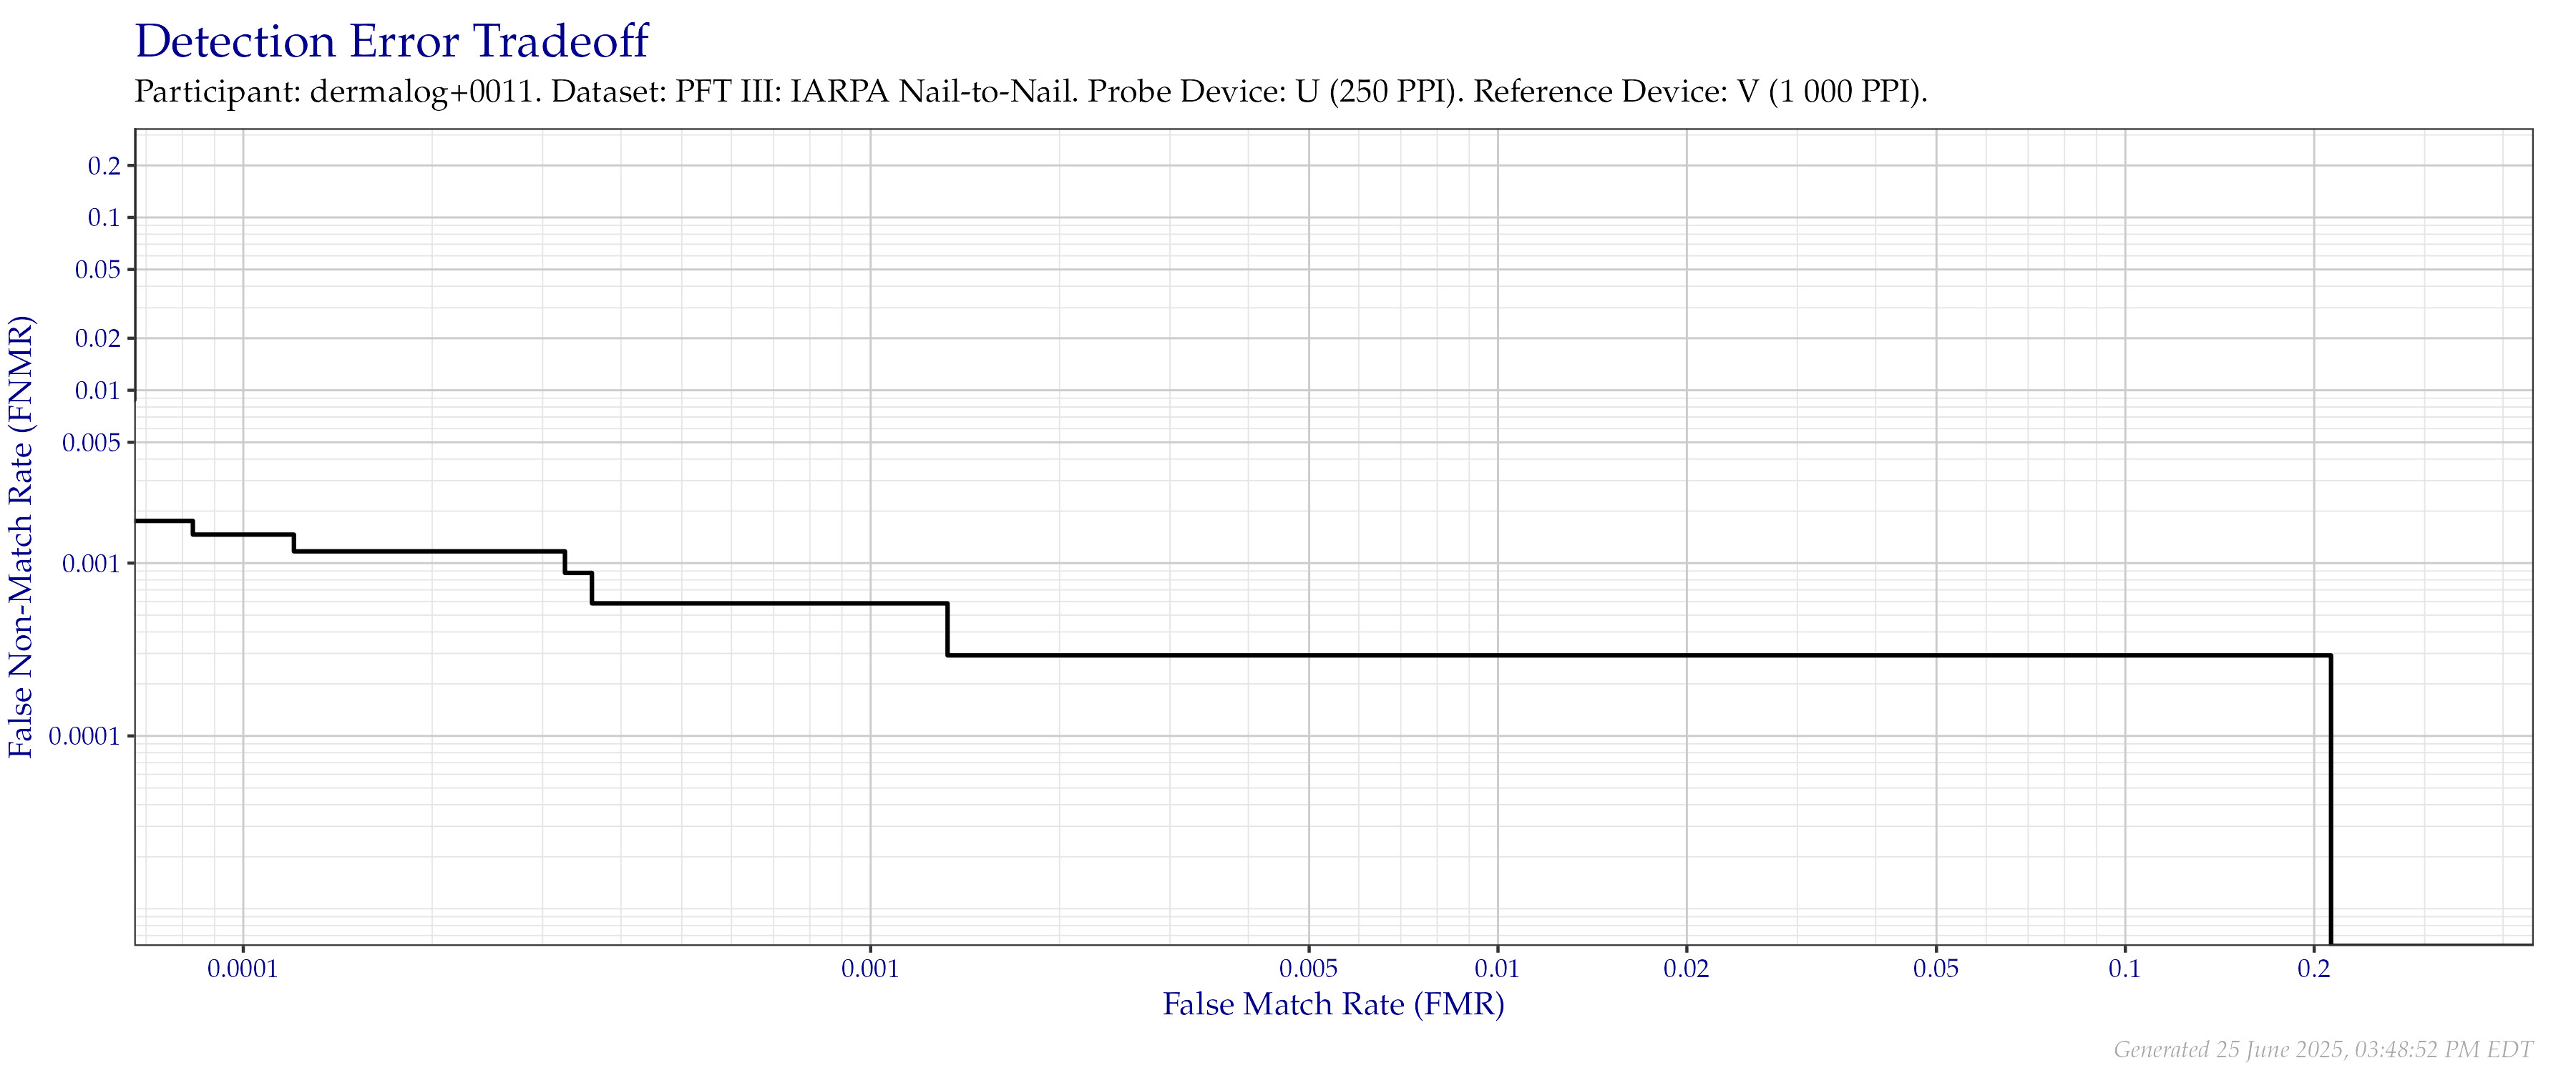 Detection Error Tradeoff
Participant: dermalog+0011. Dataset: PFT III: IARPA Nail-to-Nail. Probe Device: U (250 PPI). Reference Device: V (1 000 PPI).
False Non-Match Rate (FNMR)
0.2
0.1
0.05
0.02
0.01
0.005
0.001
0.0001
0.0001 0.001 0.005 0.01 0.02 0.05 0.1 0.2
False Match Rate (FMR)
Generated 25 June 2025, 03:48:52 PM EDT